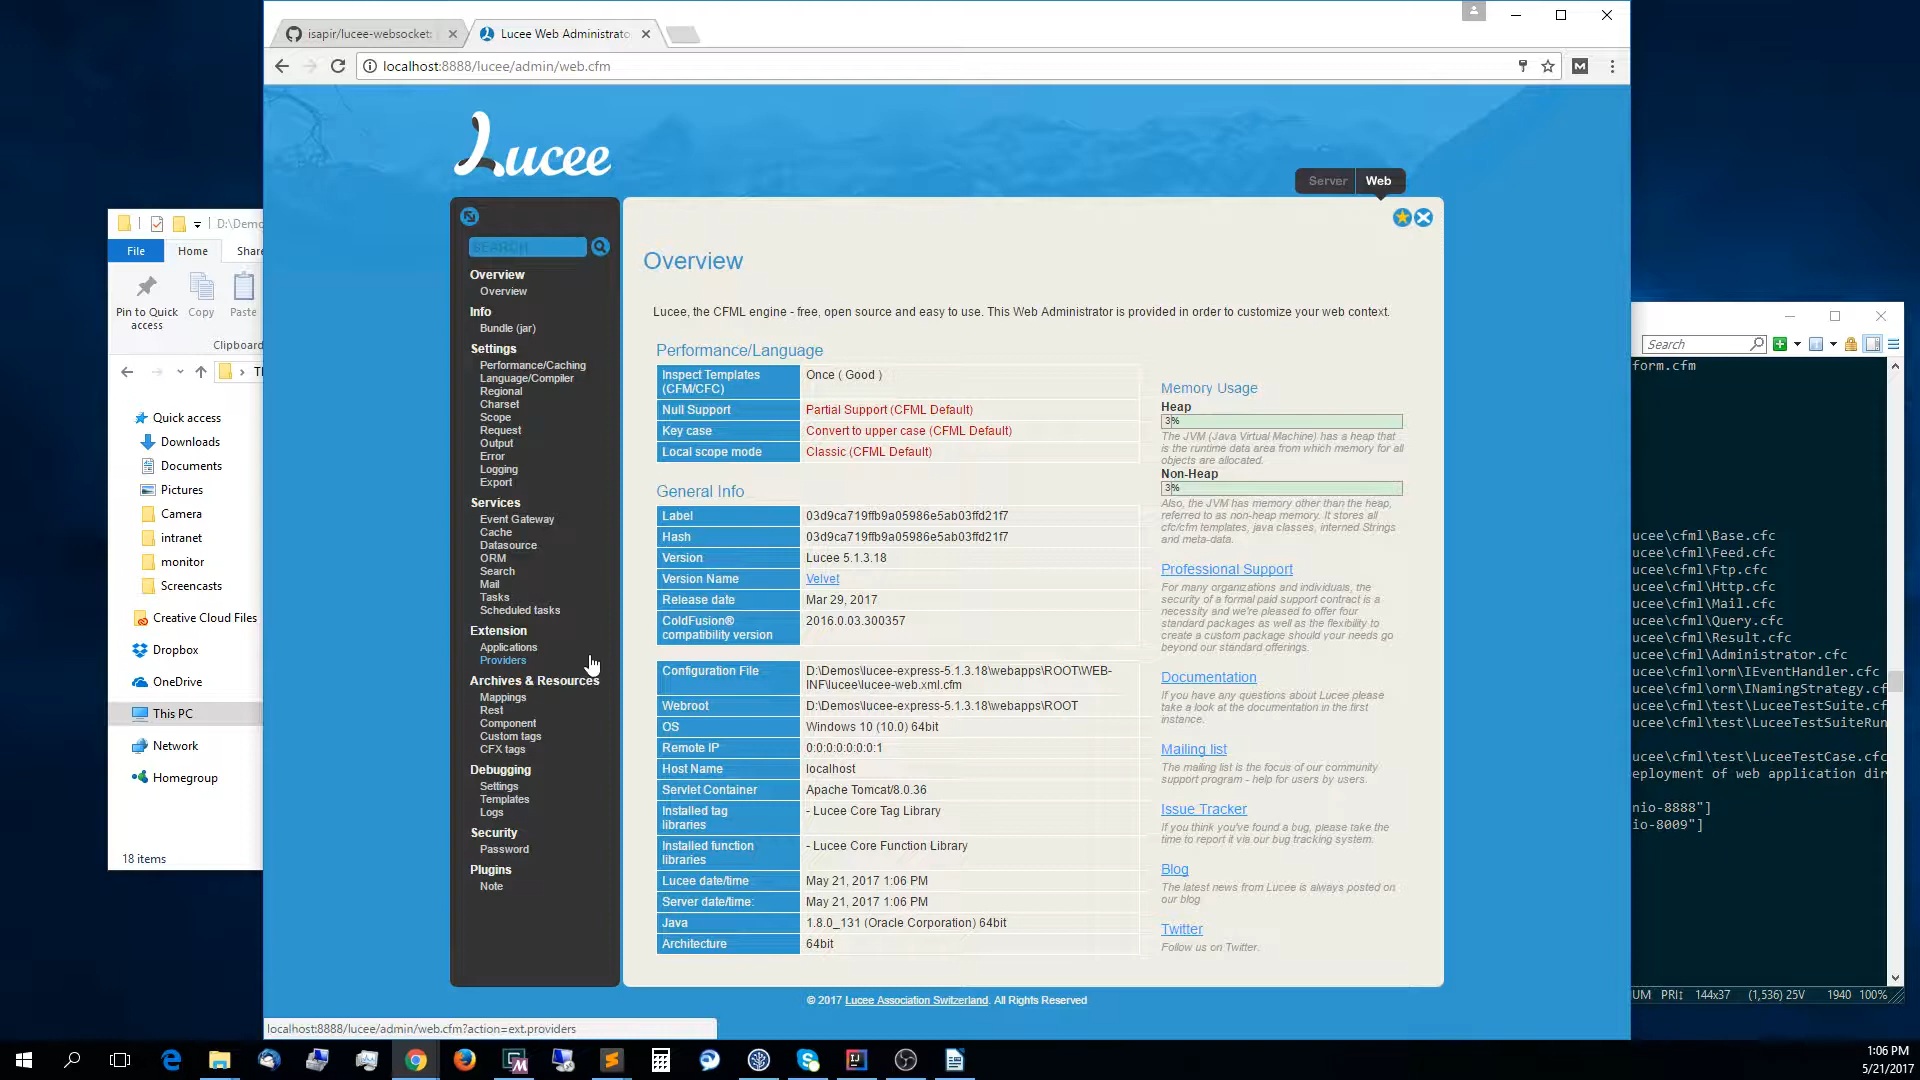 isapir/lucee-websocket:
Lucee Web Administrato
localhost:8888/lucee/admin/web.cfm
M
Lucee
Server
Web
D:\Demo
File
Home
Share
Pin to Quick access
Copy
Paste
Clipboard
Th
Quick access
Downloads
Documents
Pictures
Camera
intranet
monitor
Screencasts
Creative Cloud Files
Dropbox
OneDrive
This PC
Network
Homegroup
18 items
SEARCH
Overview
Overview
Info
Bundle (jar)
Settings
Performance/Caching
Language/Compiler
Regional
Charset
Scope
Request
Output
Error
Logging
Export
Services
Event Gateway
Cache
Datasource
ORM
Search
Mail
Tasks
Scheduled tasks
Extension
Applications
Providers
Archives & Resources
Mappings
Rest
Component
Custom tags
CFX tags
Debugging
Settings
Templates
Logs
Security
Password
Plugins
Note
Overview
Lucee, the CFML engine - free, open source and easy to use. This Web Administrator is provided in order to customize your web context.
Performance/Language
Inspect Templates (CFM/CFC)
Once ( Good )
Null Support
Partial Support (CFML Default)
Key case
Convert to upper case (CFML Default)
Local scope mode
Classic (CFML Default)
General Info
Label
03d9ca719ffb9a05986e5ab03ffd21f7
Hash
03d9ca719ffb9a05986e5ab03ffd21f7
Version
Lucee 5.1.3.18
Version Name
Velvet
Release date
Mar 29, 2017
ColdFusion® compatibility version
2016.0.03.300357
Configuration File
D:\Demos\lucee-express-5.1.3.18\webapps\ROOT\WEB-
INF\lucee\lucee-web.xml.cfm
Webroot
D:\Demos\lucee-express-5.1.3.18\webapps\ROOT
OS
Windows 10 (10.0) 64bit
Remote IP
0:0:0:0:0:0:0:1
Host Name
localhost
Servlet Container
Apache Tomcat/8.0.36
Installed tag libraries
- Lucee Core Tag Library
Installed function libraries
- Lucee Core Function Library
Lucee date/time
May 21, 2017 1:06 PM
Server date/time:
May 21, 2017 1:06 PM
Java
1.8.0_131 (Oracle Corporation) 64bit
Architecture
64bit
Memory Usage
Heap
3%
The JVM (Java Virtual Machine) has a heap that
is the runtime data area from which memory for all
objects are allocated.
Non-Heap
3%
Also, the JVM has memory other than the heap,
referred to as non-heap memory. It stores all
cfc/cfm templates, java classes, interned Strings
and meta-data.
Professional Support
For many organizations and individuals, the
security of a formal paid support contract is a
necessity and we're pleased to offer four
standard packages as well as the flexibility to
create a custom package should your needs go
beyond our standard offerings.
Documentation
If you have any questions about Lucee please
take a look at the documentation in the first
instance.
Mailing list
The mailing list is the focus of our community
support program - help for users by users.
Issue Tracker
If you think you've found a bug, please take the
time to report it via our bug tracking system.
Blog
The latest news from Lucee is always posted on
our blog
Twitter
Follow us on Twitter.
© 2017 Lucee Association Switzerland. All Rights Reserved
localhost:8888/lucee/admin/web.cfm?action=ext.providers
Search
form.cfm
ucee\cfml\Base.cfc
ucee\cfml\Feed.cfc
ucee\cfml\Ftp.cfc
ucee\cfml\Http.cfc
ucee\cfml\Mail.cfc
ucee\cfml\Query.cfc
ucee\cfml\Result.cfc
ucee\cfml\Administrator.cfc
ucee\cfml\orm\IEventHandler.cfc
ucee\cfml\orm\INamingStrategy.cf
ucee\cfml\test\LuceeTestSuite.cf
ucee\cfml\test\LuceeTestSuiteRun
ucee\cfml\test\LuceeTestCase.cfc
eployment of web application dir
nio-8888"]
io-8009"]
UM PRI↕ 144x37 (1,536) 25V 1940 100%
1:06 PM
5/21/2017